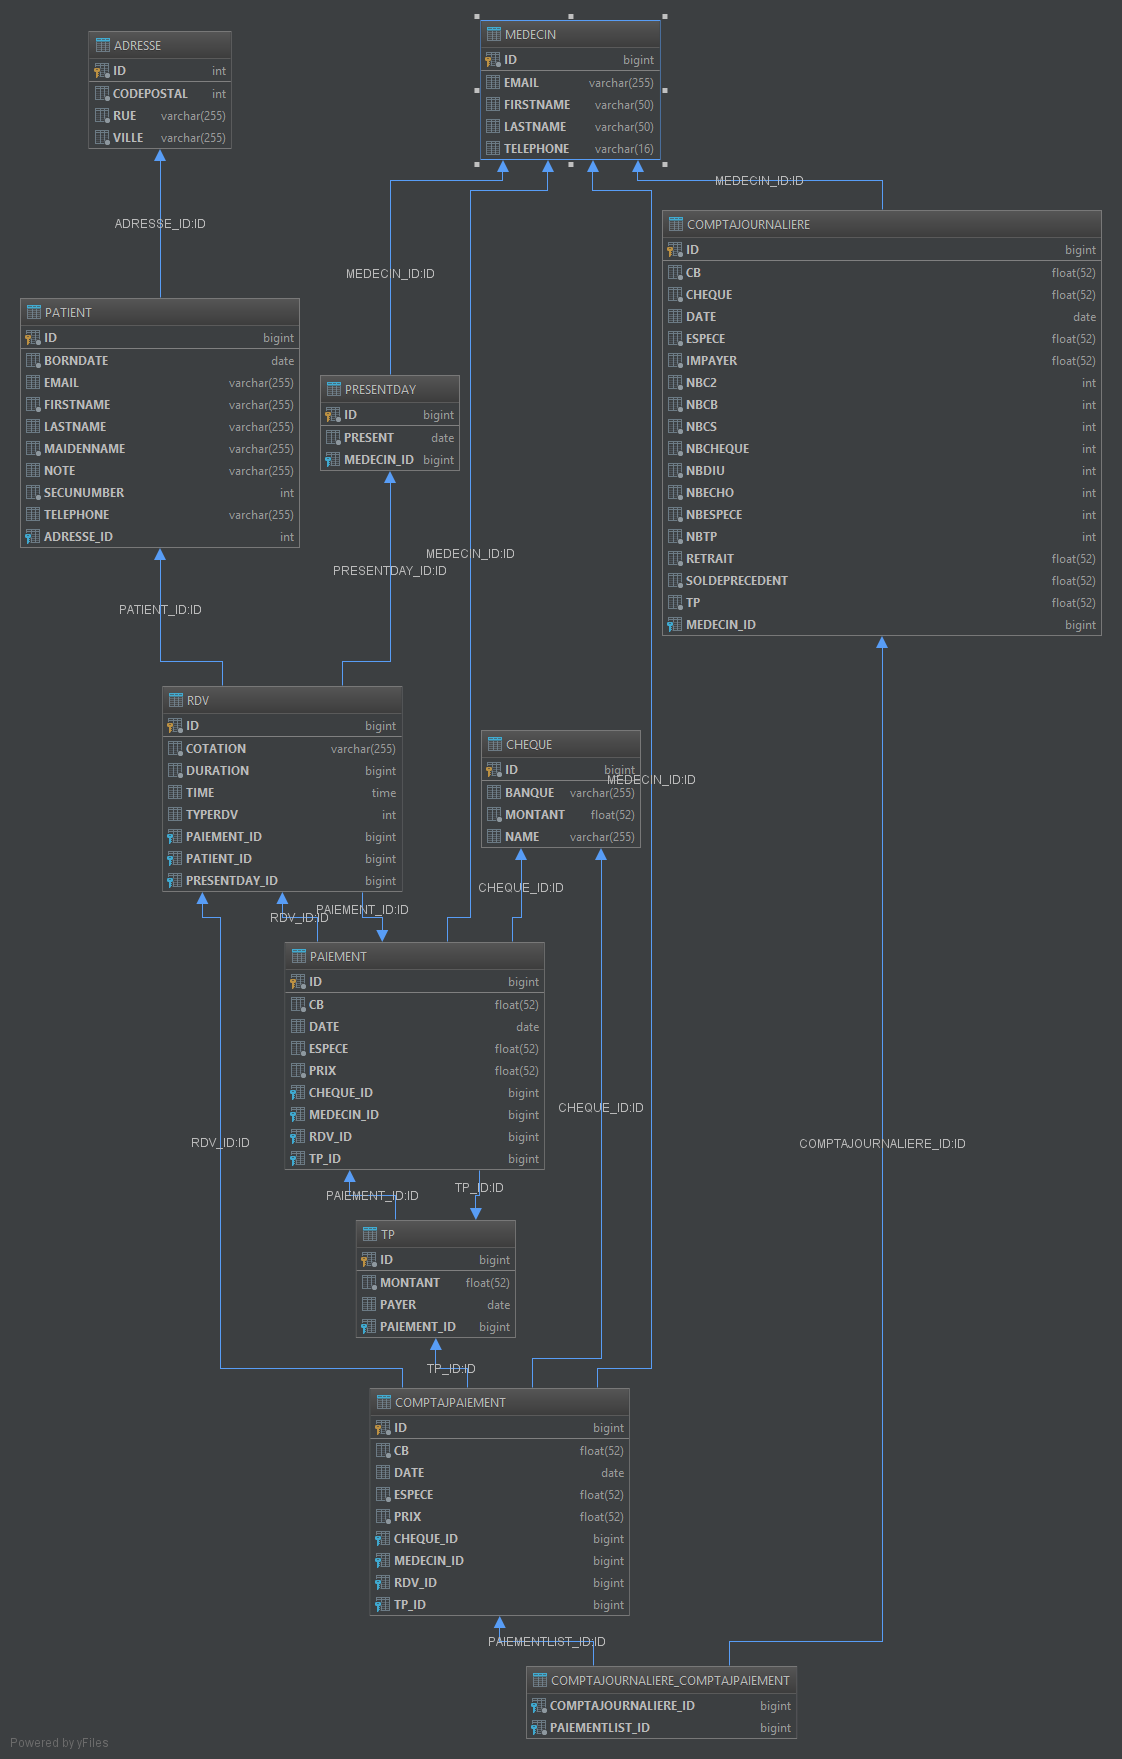 MEDECIN
ID bigint
EMAIL varchar(255)
FIRSTNAME varchar(50)
LASTNAME varchar(50)
TELEPHONE varchar(16)
ADRESSE
ID int
CODEPOSTAL int
RUE varchar(255)
VILLE varchar(255)
MEDECIN_ID:ID
ADRESSE_ID:ID
MEDECIN_ID:ID
COMPTAJOURNALIERE
ID bigint
CB float(52)
CHEQUE float(52)
DATE date
ESPECE float(52)
IMPAYER float(52)
NBC2 int
NBCB int
NBCS int
NBCHEQUE int
NBDIU int
NBECHO int
NBESPECE int
NBTP int
RETRAIT float(52)
SOLDEPRECEDENT float(52)
TP float(52)
MEDECIN_ID bigint
PATIENT
ID bigint
BORNDATE date
EMAIL varchar(255)
FIRSTNAME varchar(255)
LASTNAME varchar(255)
MAIDENNAME varchar(255)
NOTE varchar(255)
SECUNUMBER int
TELEPHONE varchar(255)
ADRESSE_ID int
PRESENTDAY
ID bigint
PRESENT date
MEDECIN_ID bigint
MEDECIN_ID:ID
PRESENTDAY_ID:ID
PATIENT_ID:ID
RDV
ID bigint
COTATION varchar(255)
DURATION bigint
TIME time
TYPERDV int
PAIEMENT_ID bigint
PATIENT_ID bigint
PRESENTDAY_ID bigint
CHEQUE
ID bigint
BANQUE varchar(255)
MONTANT float(52)
NAME varchar(255)
MEDECIN_ID:ID
CHEQUE_ID:ID
PAIEMENT_ID:ID
RDV_ID:ID
PAIEMENT
ID bigint
CB float(52)
DATE date
ESPECE float(52)
PRIX float(52)
CHEQUE_ID bigint
MEDECIN_ID bigint
RDV_ID bigint
TP_ID bigint
CHEQUE_ID:ID
RDV_ID:ID
COMPTAJOURNALIERE_ID:ID
TP_ID:ID
PAIEMENT_ID:ID
TP
ID bigint
MONTANT float(52)
PAYER date
PAIEMENT_ID bigint
TP_ID:ID
COMPTAJPAIEMENT
ID bigint
CB float(52)
DATE date
ESPECE float(52)
PRIX float(52)
CHEQUE_ID bigint
MEDECIN_ID bigint
RDV_ID bigint
TP_ID bigint
PAIEMENTLIST_ID:ID
COMPTAJOURNALIERE_COMPTAJPAIEMENT
COMPTAJOURNALIERE_ID bigint
PAIEMENTLIST_ID bigint
Powered by yFiles